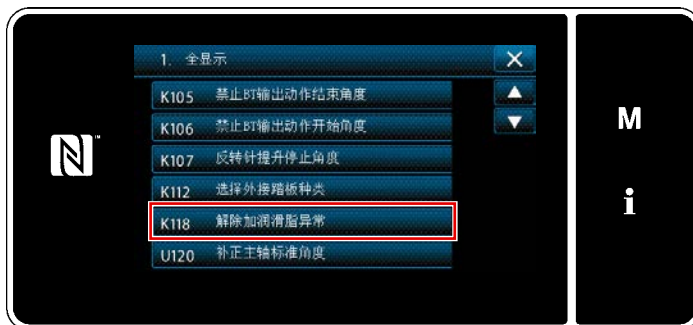 1. 全显示
K105 禁止BT输出动作结束角度
K106 禁止BT输出动作开始角度
K107 反转针提升停止角度
K112 选择外接踏板种类
K118 解除加润滑脂异常
U120 补正主轴标准角度
M
i